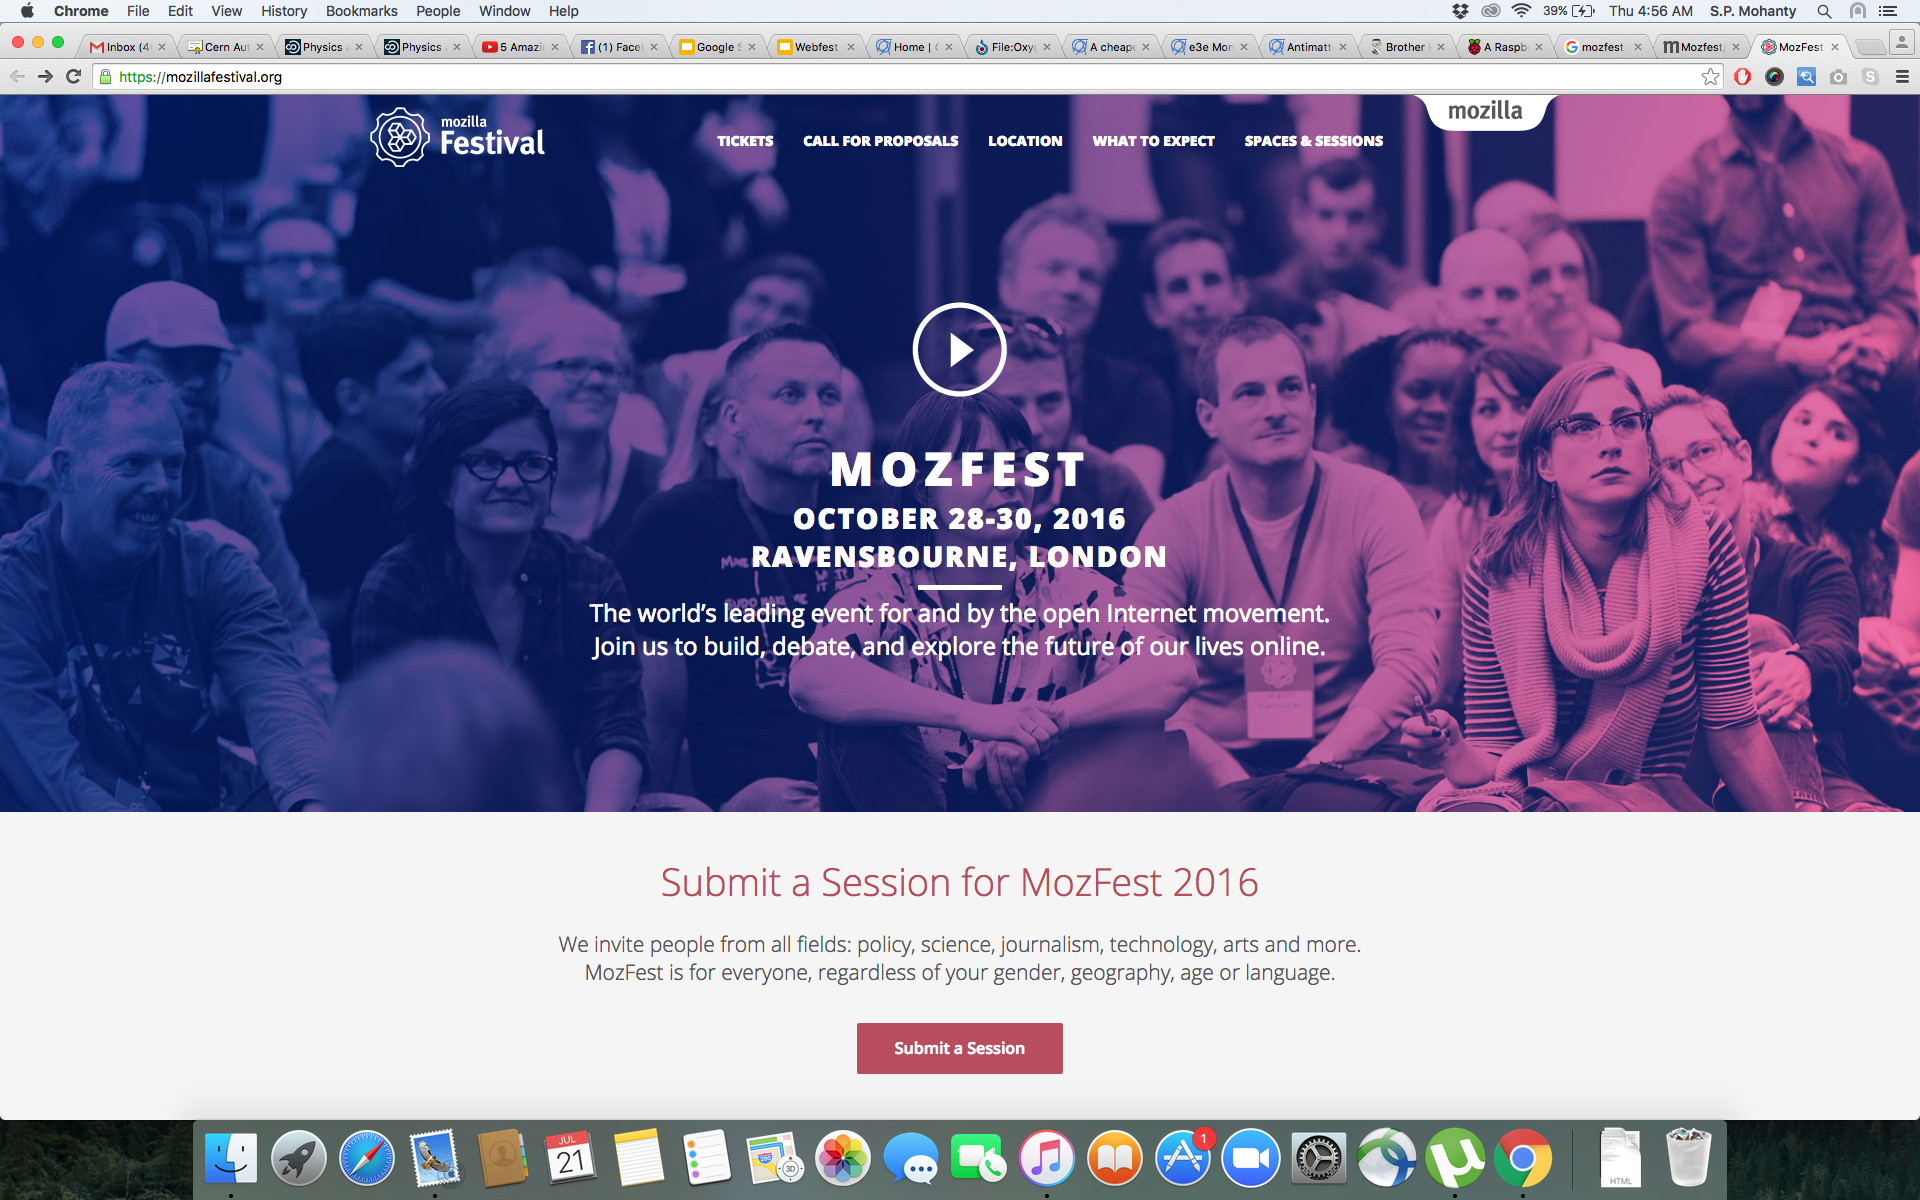 Chrome File Edit View History Bookmarks People Window Help 39% Thu 4:56 AM S.P. Mohanty
Inbox (4 Cern Au Physics Physics 5 Amazi (1) Face Google S Webfest Home | File:Oxy A cheap e3e Mon Antimatt Brother A Raspb mozfest Mozfest MozFest
https://mozillafestival.org
mozilla
Festival
TICKETS CALL FOR PROPOSALS LOCATION WHAT TO EXPECT SPACES & SESSIONS
mozilla
MOZFEST
OCTOBER 28-30, 2016
RAVENSBOURNE, LONDON
The world's leading event for and by the open Internet movement.
Join us to build, debate, and explore the future of our lives online.
Submit a Session for MozFest 2016
We invite people from all fields: policy, science, journalism, technology, arts and more.
MozFest is for everyone, regardless of your gender, geography, age or language.
Submit a Session
JUL
21
280
3D
1
HTML